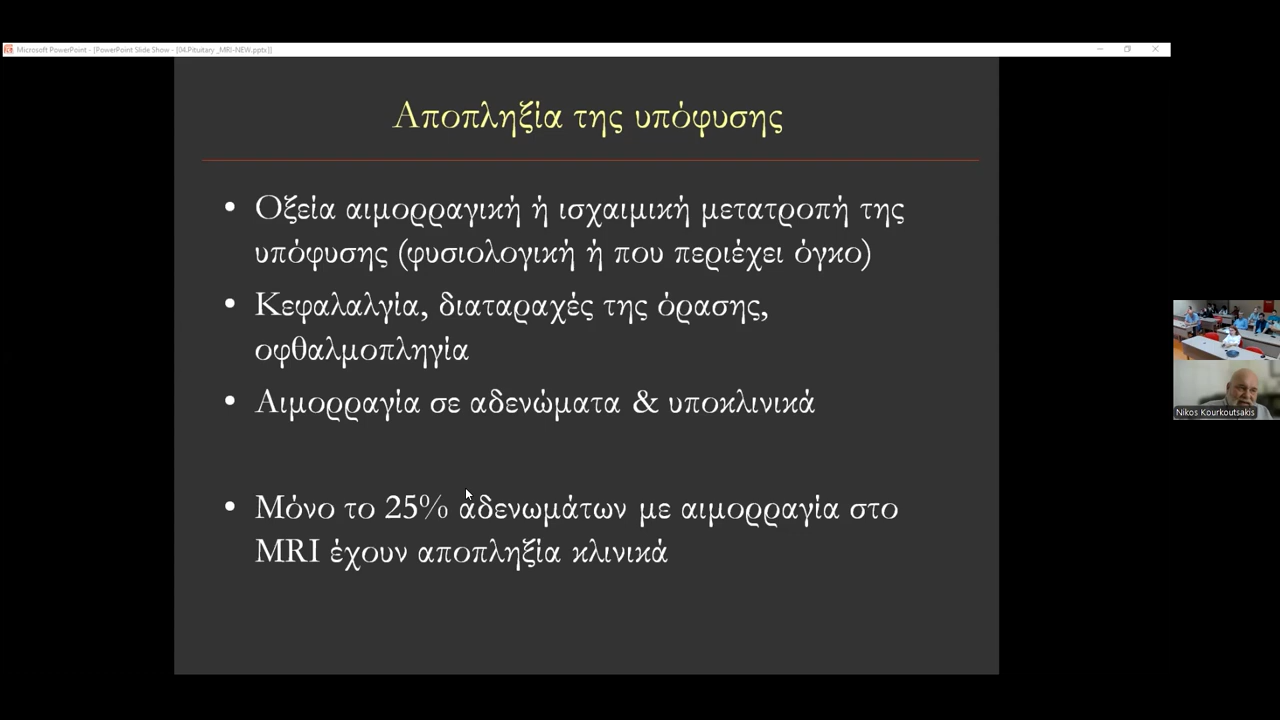 Microsoft PowerPoint - [PowerPoint Slide Show - [04.Pituitary _MRI-NEW.pptx]]
Αποπληξία της υπόφυσης
• Οξεία αιμορραγική ή ισχαιμική μετατροπή της
υπόφυσης (φυσιολογική ή που περιέχει όγκο)
• Κεφαλαλγία, διαταραχές της όρασης,
οφθαλμοπληγία
• Αιμορραγία σε αδενώματα & υποκλινικά
• Μόνο το 25% αδενωμάτων με αιμορραγία στο
MRI έχουν αποπληξία κλινικά
Nikos Kourkoutsakis